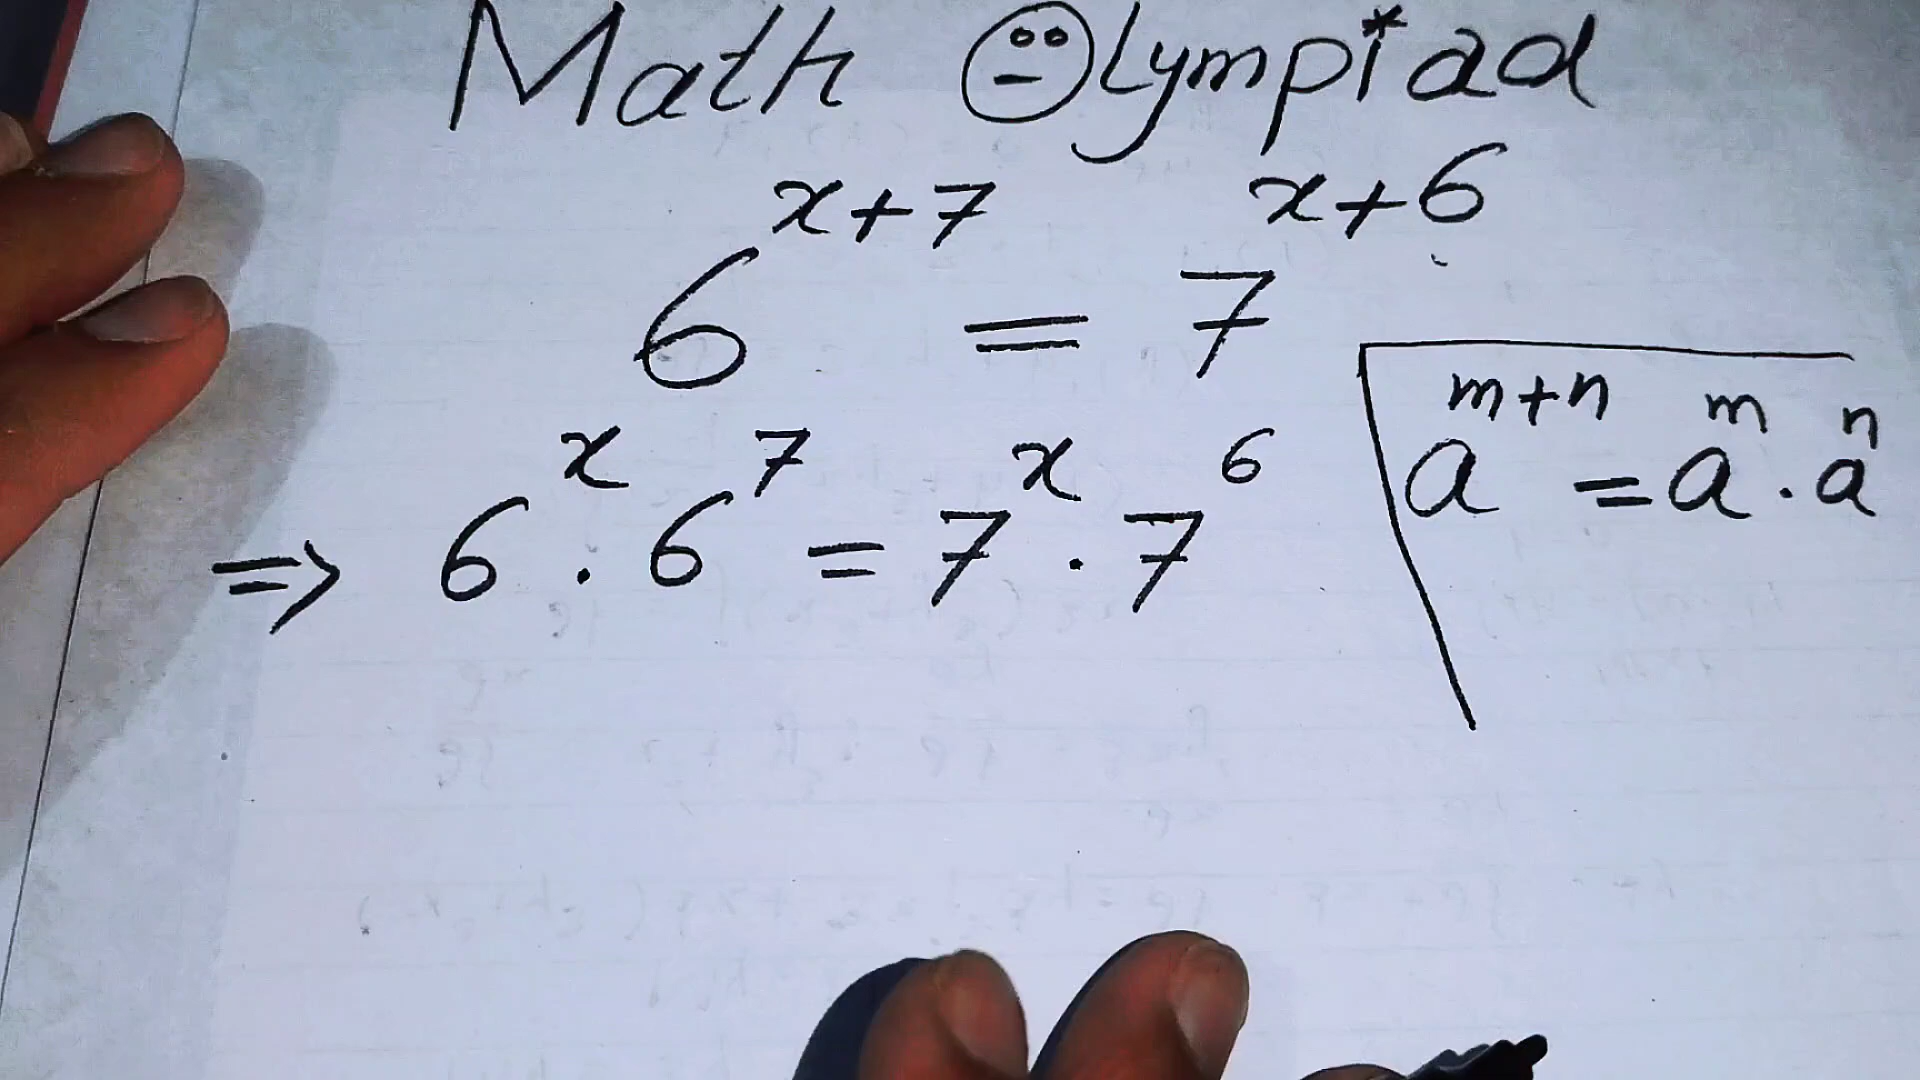 Math Olympiad
6^{x+7} = 7^{x+6}
⇒ 6^x . 6^7 = 7^x . 7^6
a^{m+n} = a^m . a^n